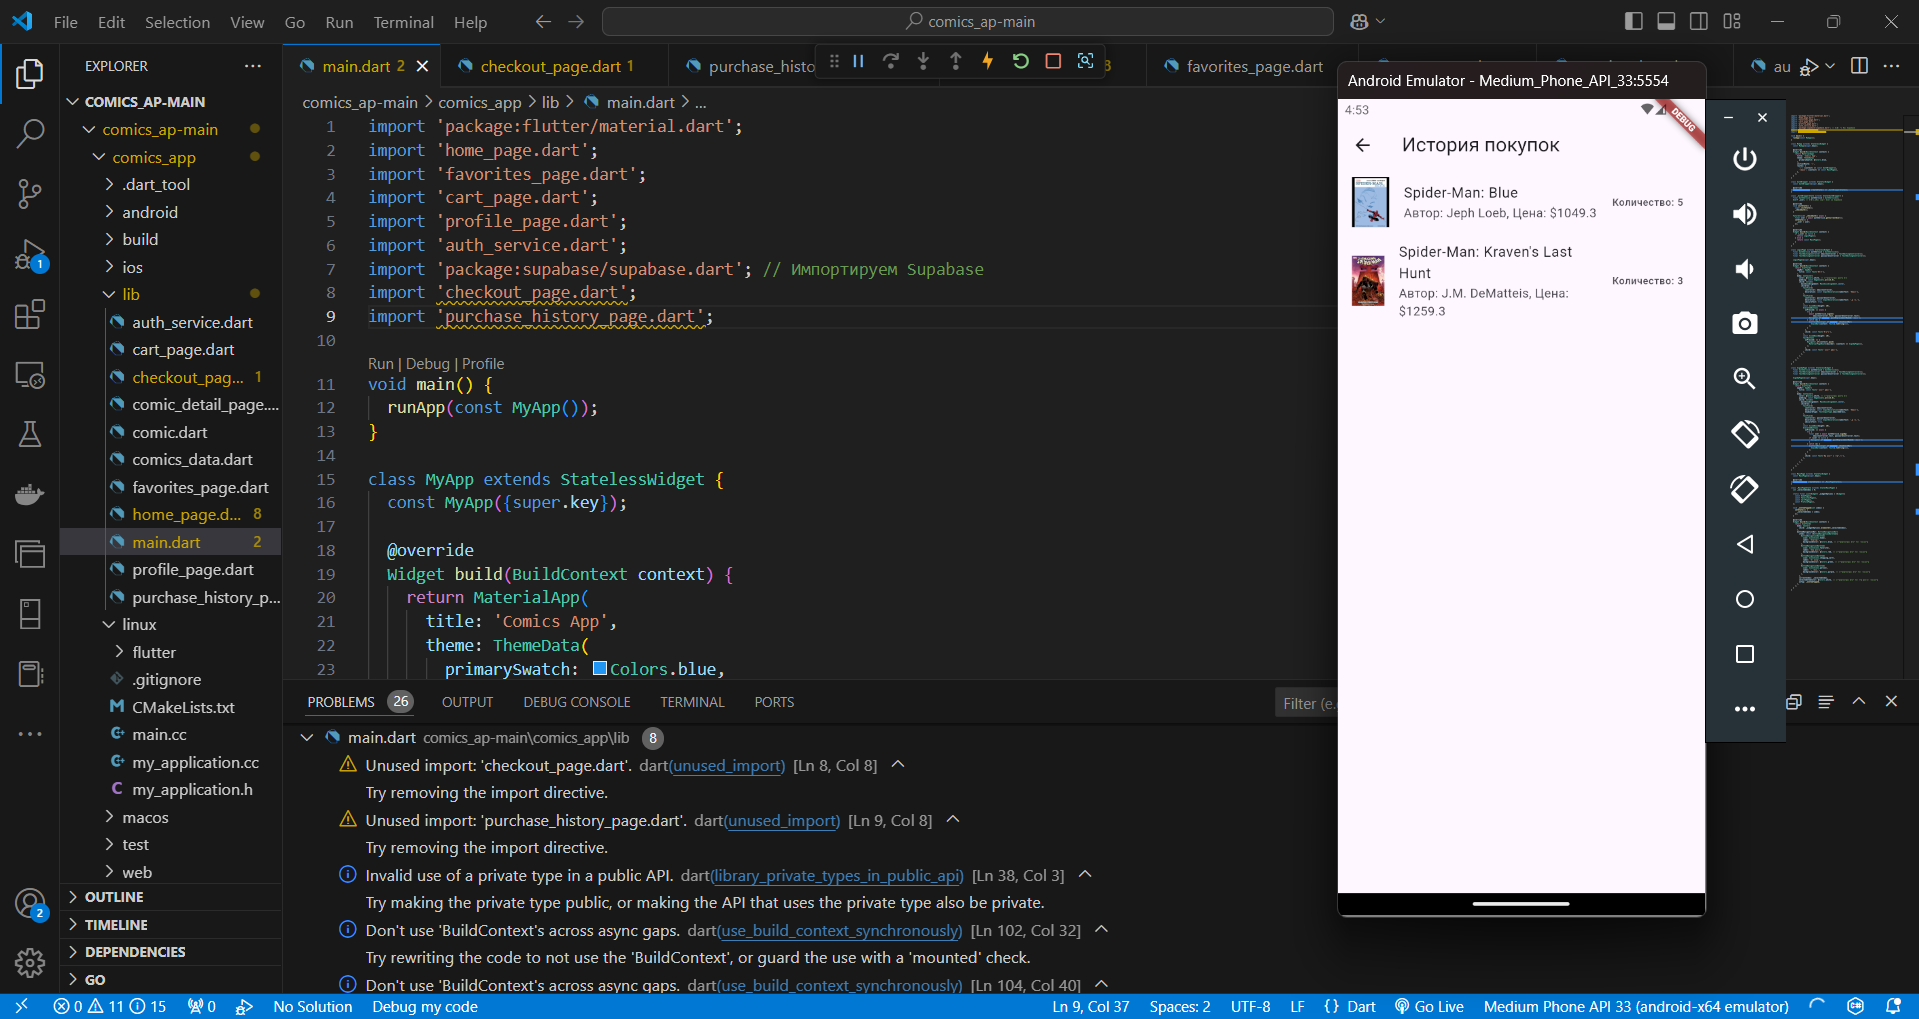 File Edit Selection View Go Run Terminal Help
comics_ap-main
EXPLORER
COMICS_AP-MAIN
comics_ap-main
comics_app
.dart_tool
android
build
ios
lib
auth_service.dart
cart_page.dart
checkout_pag... 1
comic_detail_page....
comic.dart
comics_data.dart
favorites_page.dart
home_page.d... 8
main.dart 2
profile_page.dart
purchase_history_p...
linux
flutter
.gitignore
CMakeLists.txt
main.cc
my_application.cc
my_application.h
macos
test
web
OUTLINE
TIMELINE
DEPENDENCIES
GO
1
2
main.dart 2
checkout_page.dart 1
purchase_histo
3
favorites_page.dart
au
comics_ap-main > comics_app > lib > main.dart > ...
1 import 'package:flutter/material.dart';
2 import 'home_page.dart';
3 import 'favorites_page.dart';
4 import 'cart_page.dart';
5 import 'profile_page.dart';
6 import 'auth_service.dart';
7 import 'package:supabase/supabase.dart'; // Импортируем Supabase
8 import 'checkout_page.dart';
9 import 'purchase_history_page.dart';
10
Run | Debug | Profile
11 void main() {
12 runApp(const MyApp());
13 }
14
15 class MyApp extends StatelessWidget {
16 const MyApp({super.key});
17
18 @override
19 Widget build(BuildContext context) {
20 return MaterialApp(
21 title: 'Comics App',
22 theme: ThemeData(
23 primarySwatch: Colors.blue,
PROBLEMS 26 OUTPUT DEBUG CONSOLE TERMINAL PORTS
Filter (e.
main.dart comics_ap-main\comics_app\lib 8
Unused import: 'checkout_page.dart'. dart(unused_import) [Ln 8, Col 8]
Try removing the import directive.
Unused import: 'purchase_history_page.dart'. dart(unused_import) [Ln 9, Col 8]
Try removing the import directive.
Invalid use of a private type in a public API. dart(library_private_types_in_public_api) [Ln 38, Col 3]
Try making the private type public, or making the API that uses the private type also be private.
Don't use 'BuildContext's across async gaps. dart(use_build_context_synchronously) [Ln 102, Col 32]
Try rewriting the code to not use the 'BuildContext', or guard the use with a 'mounted' check.
Don't use 'BuildContext's across async gaps. dart(use_build_context_synchronously) [Ln 104, Col 40]
Android Emulator - Medium_Phone_API_33:5554
4:53
DEBUG
История покупок
Spider-Man: Blue
Автор: Jeph Loeb, Цена: $1049.3
Количество: 5
Spider-Man: Kraven's Last
Hunt
Автор: J.M. DeMatteis, Цена:
$1259.3
Количество: 3
0 11 15 0 No Solution Debug my code
Ln 9, Col 37 Spaces: 2 UTF-8 LF {} Dart Go Live Medium Phone API 33 (android-x64 emulator)